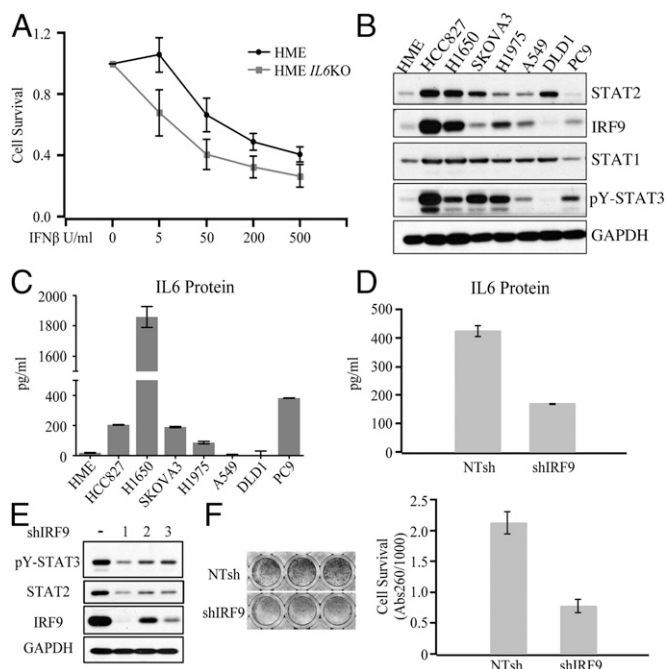 A
1.2
HME
HME IL6KO
0.8
0.4
0.0
Cell Survival
IFNβ U/ml 0 5 50 200 500
B
HME HCC827 H1650 SKOVA3 H1975 A549 DLD1 PC9
STAT2
IRF9
STAT1
pY-STAT3
GAPDH
C
IL6 Protein
2000
1800
1600
400
200
0
pg/ml
HME HCC827 H1650 SKOVA3 H1975 A549 DLD1 PC9
D
IL6 Protein
500
400
300
200
100
0
pg/ml
NTsh shIRF9
E
shIRF9 - 1 2 3
pY-STAT3
STAT2
IRF9
GAPDH
F
NTsh
shIRF9
2.5
2.0
1.5
1.0
0.5
0.0
Cell Survival
(Abs260/1000)
NTsh shIRF9